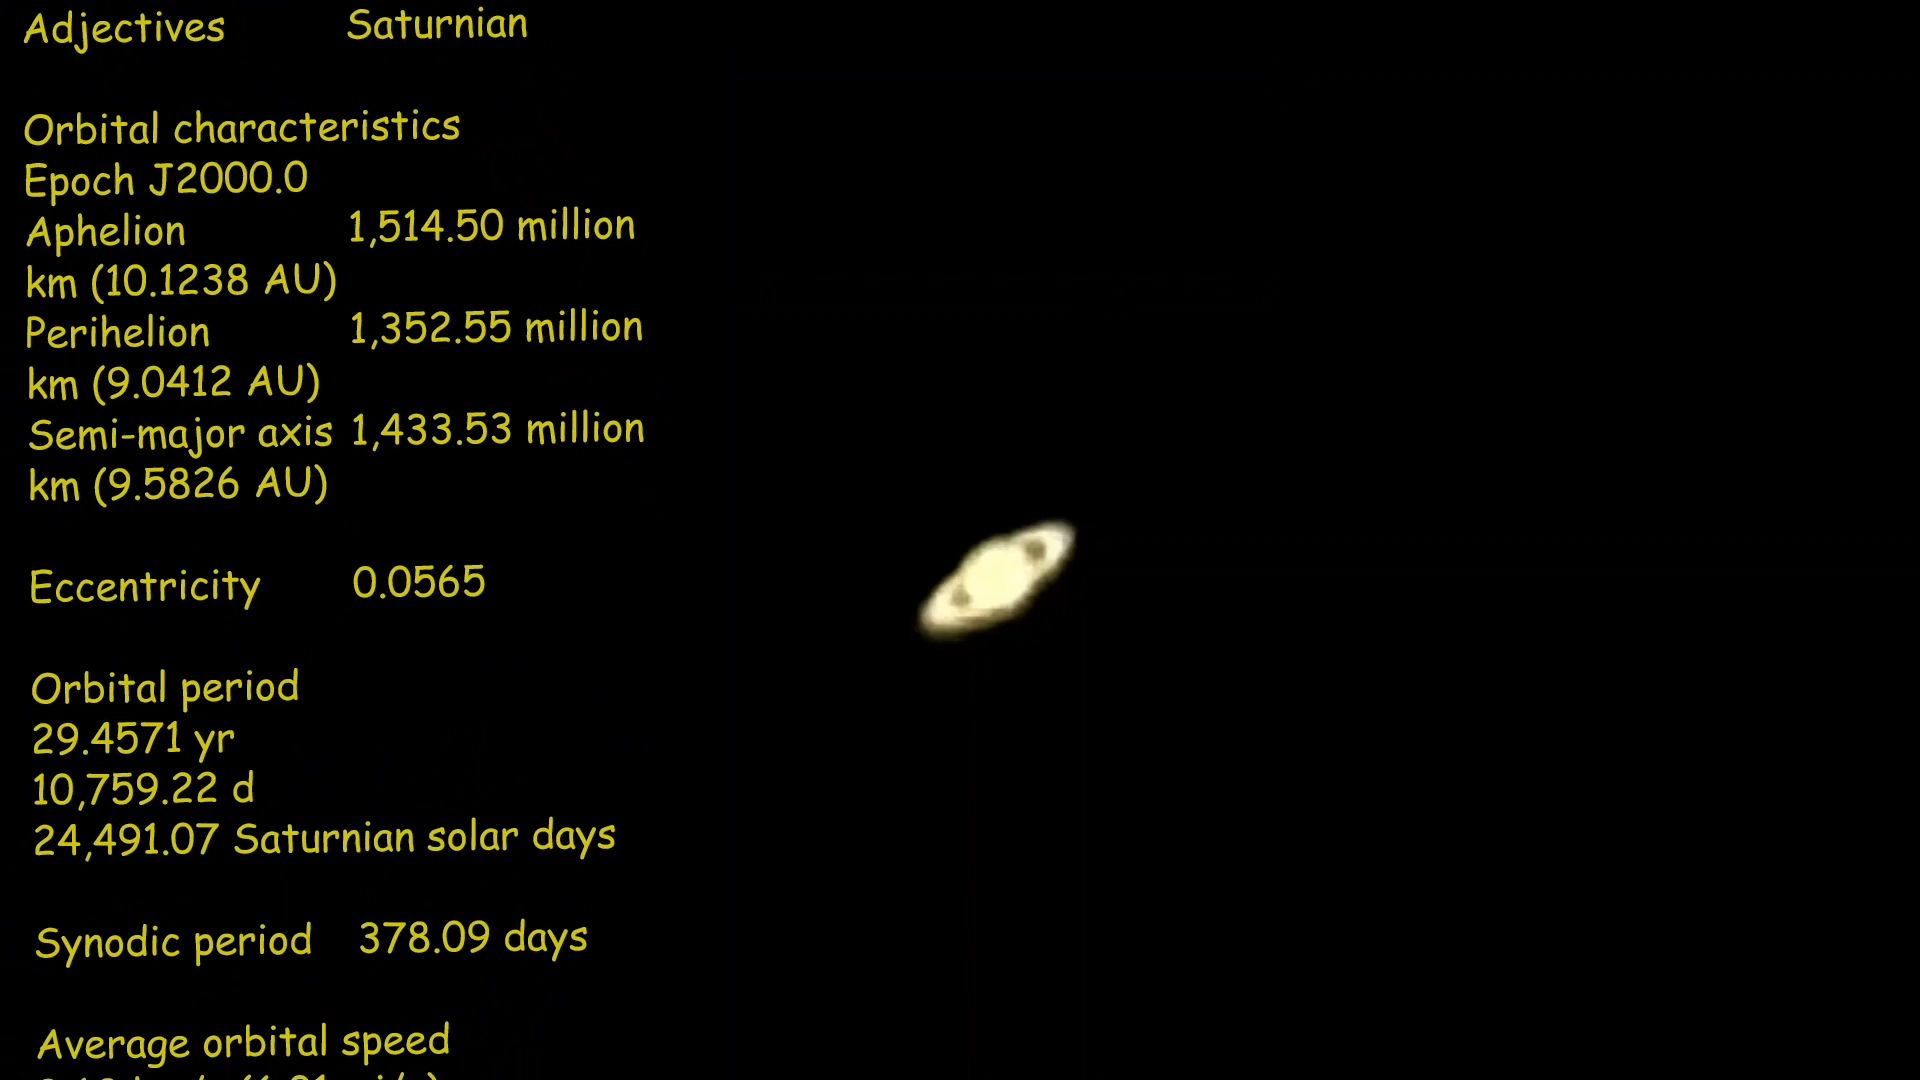 Adjectives Saturnian
Orbital characteristics
Epoch J2000.0
Aphelion 1,514.50 million
km (10.1238 AU)
Perihelion 1,352.55 million
km (9.0412 AU)
Semi-major axis 1,433.53 million
km (9.5826 AU)
Eccentricity 0.0565
Orbital period
29.4571 yr
10,759.22 d
24,491.07 Saturnian solar days
Synodic period 378.09 days
Average orbital speed